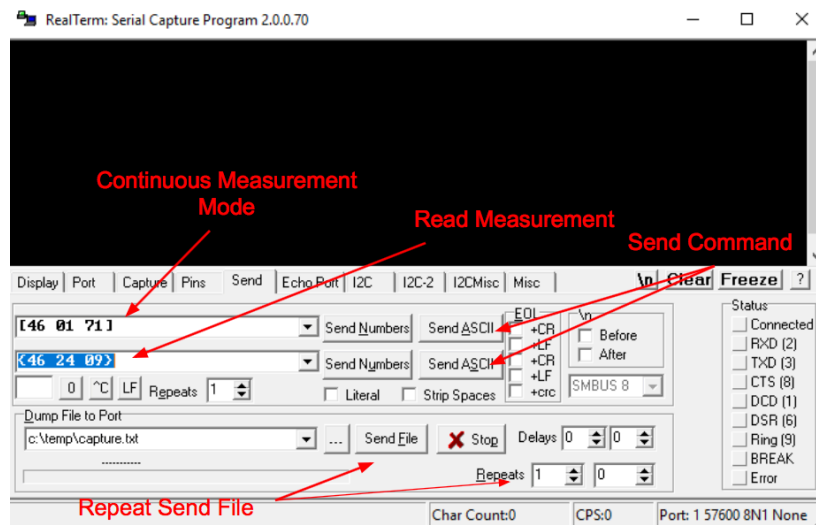 RealTerm: Serial Capture Program 2.0.0.70
Continuous Measurement
Mode
Read Measurement
Send Command
Display Port Capture Pins Send Echo Port I2C I2C-2 I2CMisc Misc \n Clear Freeze ?
[46 01 71] Send Numbers Send ASCII
{46 24 09} Send Numbers Send ASCII
0 ^C LF Repeats 1 Literal Strip Spaces
EOL
+CR
+LF
+CR
+LF
+crc
\n
Before
After
SMBUS 8
Status
Connected
RXD (2)
TXD (3)
CTS (8)
DCD (1)
DSR (6)
Ring (9)
BREAK
Error
Dump File to Port
c:\temp\capture.txt ... Send File Stop Delays 0 0
Repeats 1 0
Repeat Send File
Char Count:0 CPS:0 Port: 1 57600 8N1 None